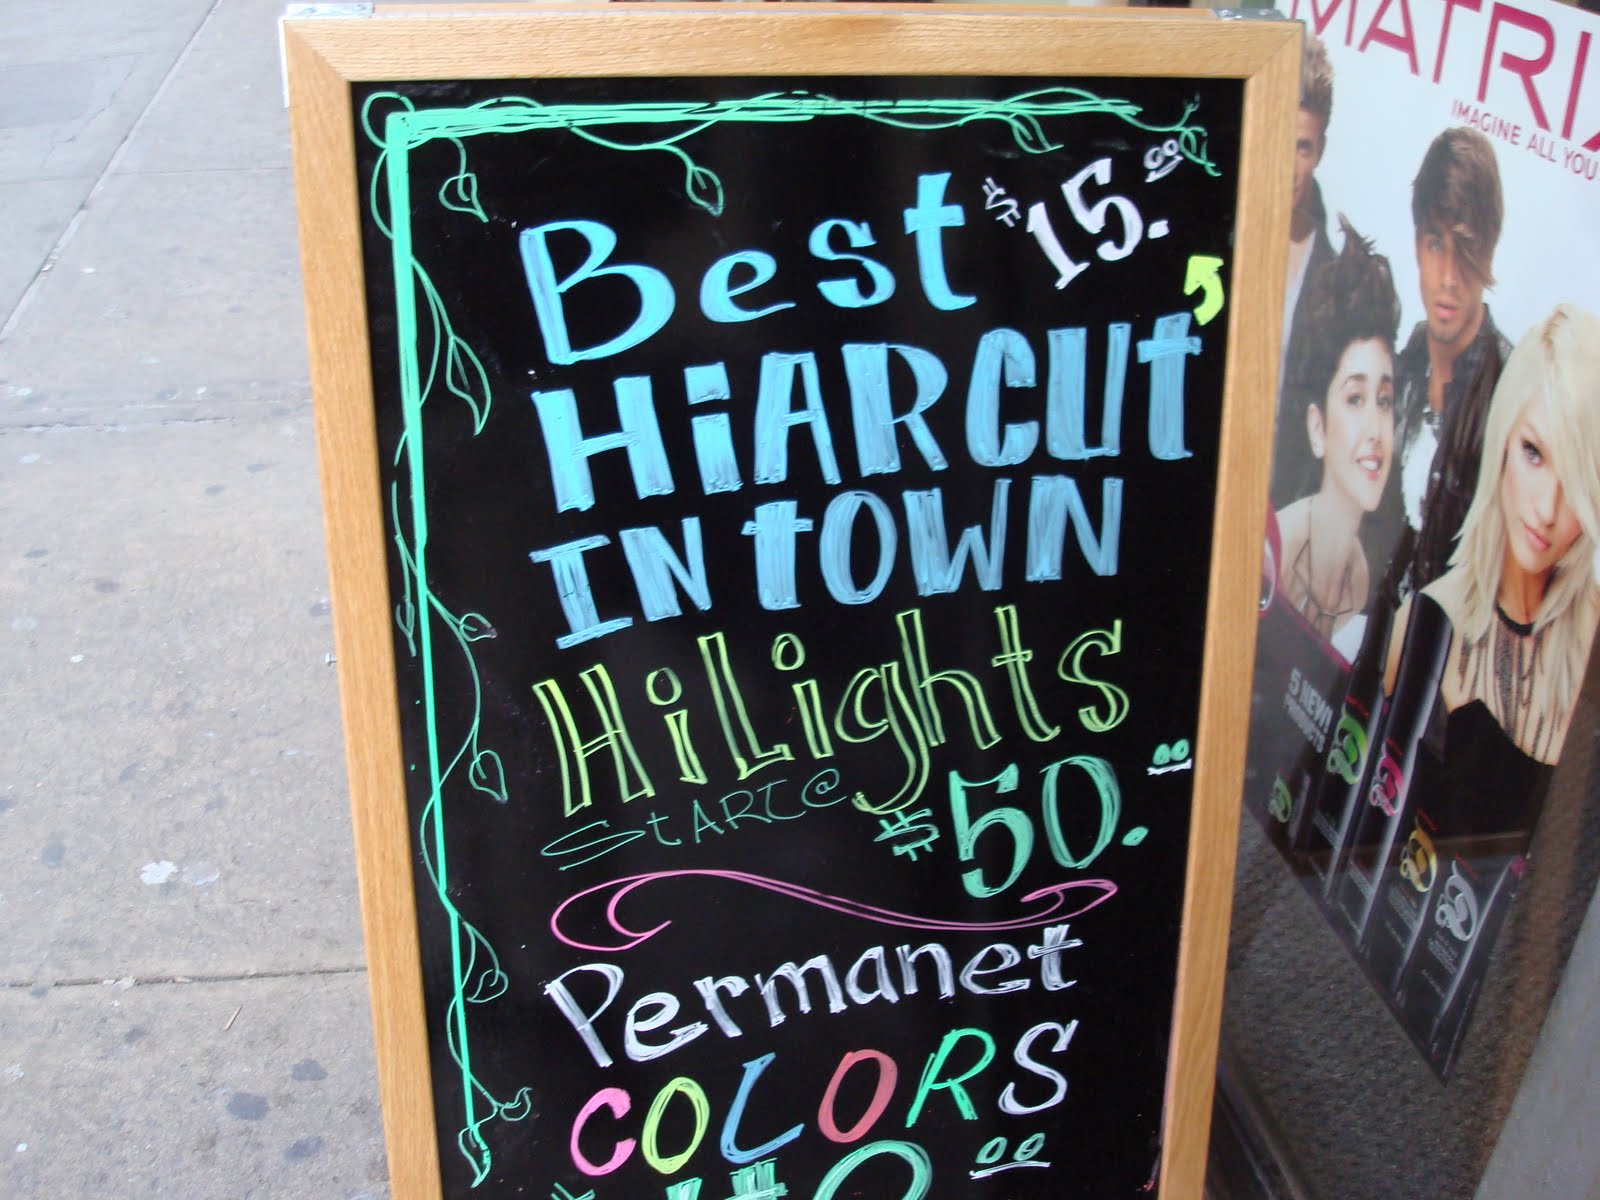 Best $15.00
HiARCUt
IN tOWN
HiLights
StARt@ $50.00
Permanet
COLORS
MATRIX
IMAGINE ALL YOU
5 NEW!
PRODUCTS